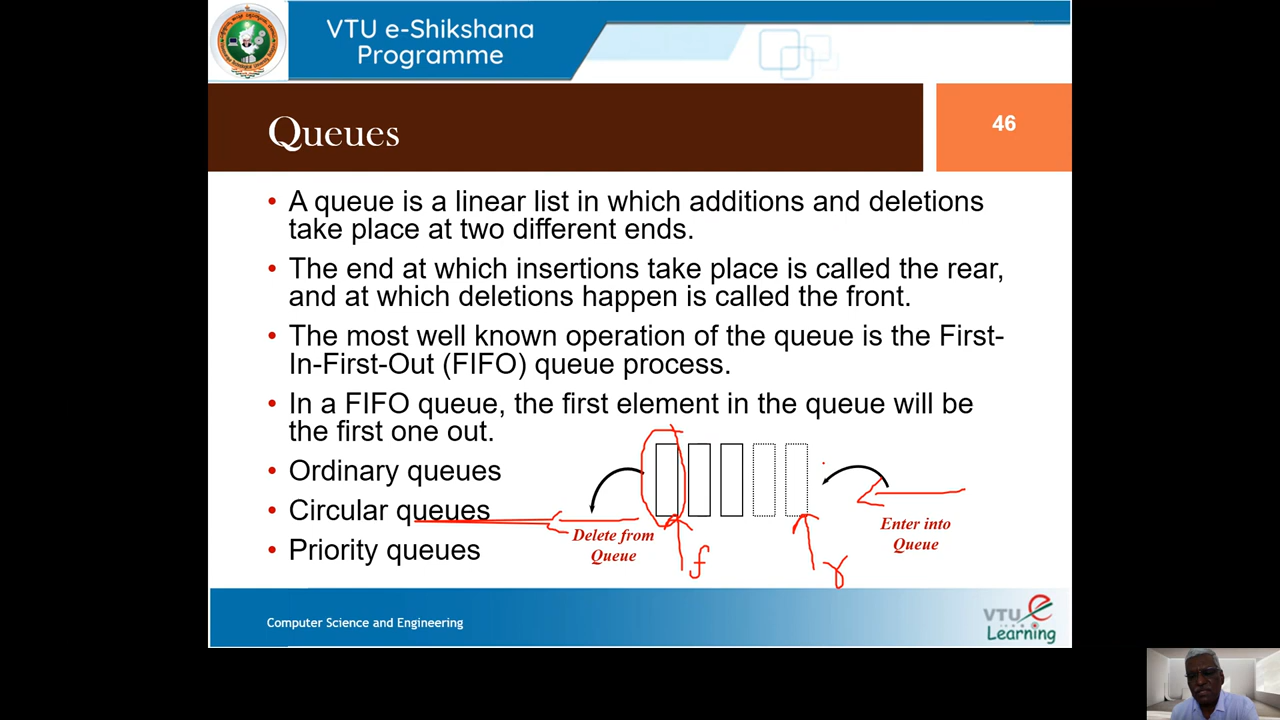 VTU e-Shikshana
Programme
Queues
46
• A queue is a linear list in which additions and deletions
take place at two different ends.
• The end at which insertions take place is called the rear,
and at which deletions happen is called the front.
• The most well known operation of the queue is the First-
In-First-Out (FIFO) queue process.
• In a FIFO queue, the first element in the queue will be
the first one out.
• Ordinary queues
• Circular queues
• Priority queues
Delete from
Queue
f
r
Enter into
Queue
Computer Science and Engineering
VTU e
Learning